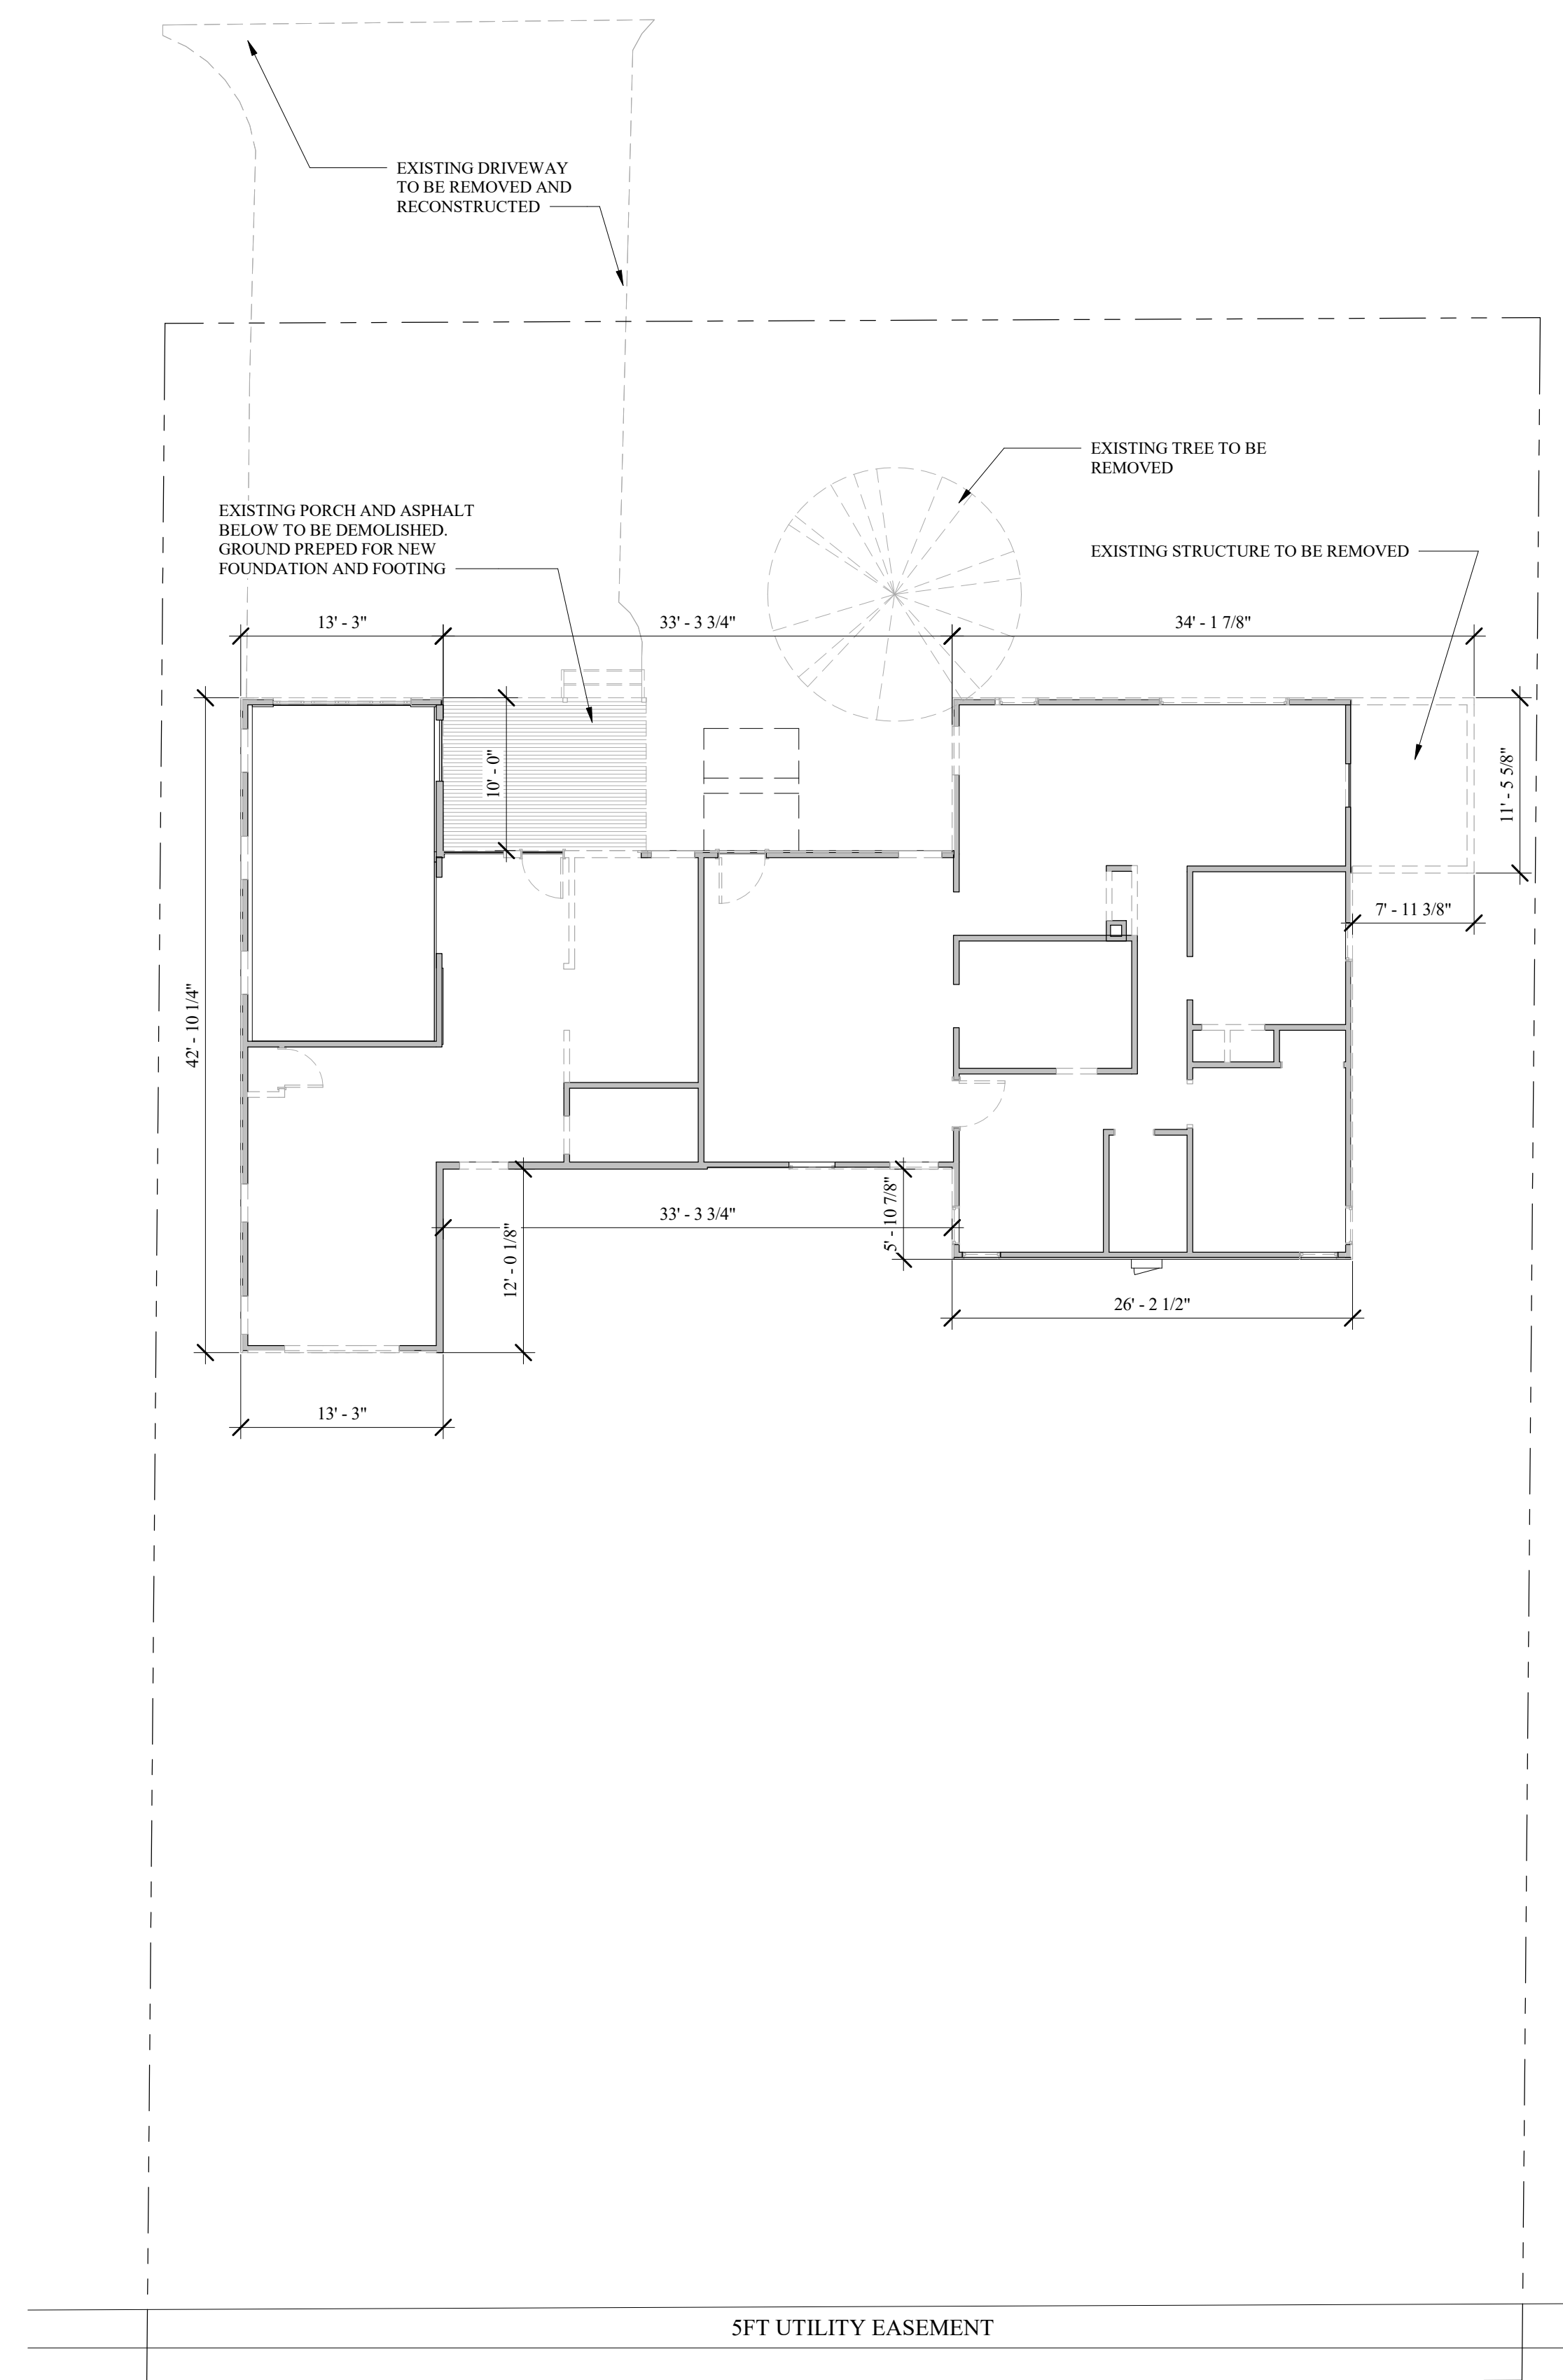 EXISTING DRIVEWAY
TO BE REMOVED AND
RECONSTRUCTED
EXISTING TREE TO BE
REMOVED
EXISTING PORCH AND ASPHALT
BELOW TO BE DEMOLISHED.
GROUND PREPED FOR NEW
FOUNDATION AND FOOTING
EXISTING STRUCTURE TO BE REMOVED
13' - 3"
33' - 3 3/4"
34' - 1 7/8"
10' - 0"
11' - 5 5/8"
7' - 11 3/8"
42' - 10 1/4"
33' - 3 3/4"
5' - 10 7/8"
12' - 0 1/8"
26' - 2 1/2"
13' - 3"
5FT UTILITY EASEMENT